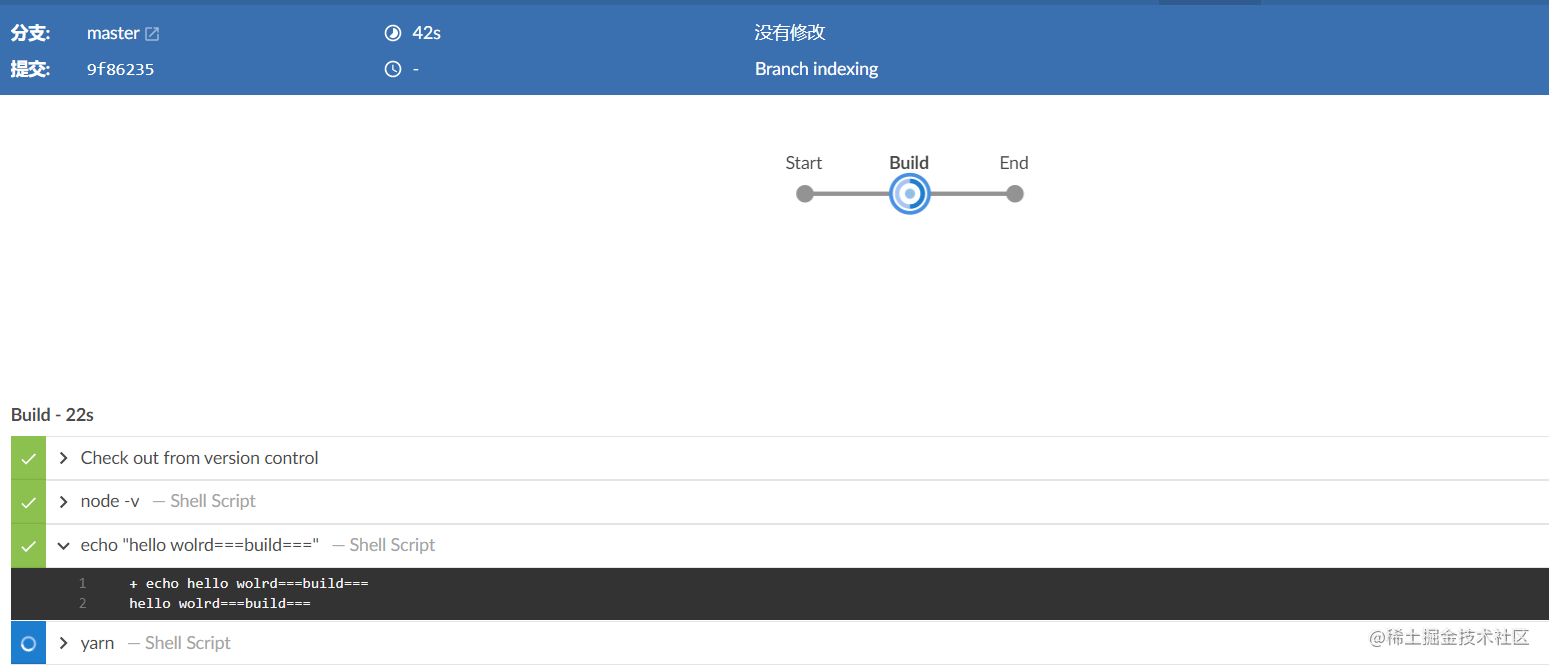 分支: master 42s 没有修改
提交: 9f86235 - Branch indexing
Start Build End
Build - 22s
Check out from version control
node -v — Shell Script
echo "hello wolrd===build===" — Shell Script
1 + echo hello wolrd===build===
2 hello wolrd===build===
yarn — Shell Script
@稀土掘金技术社区